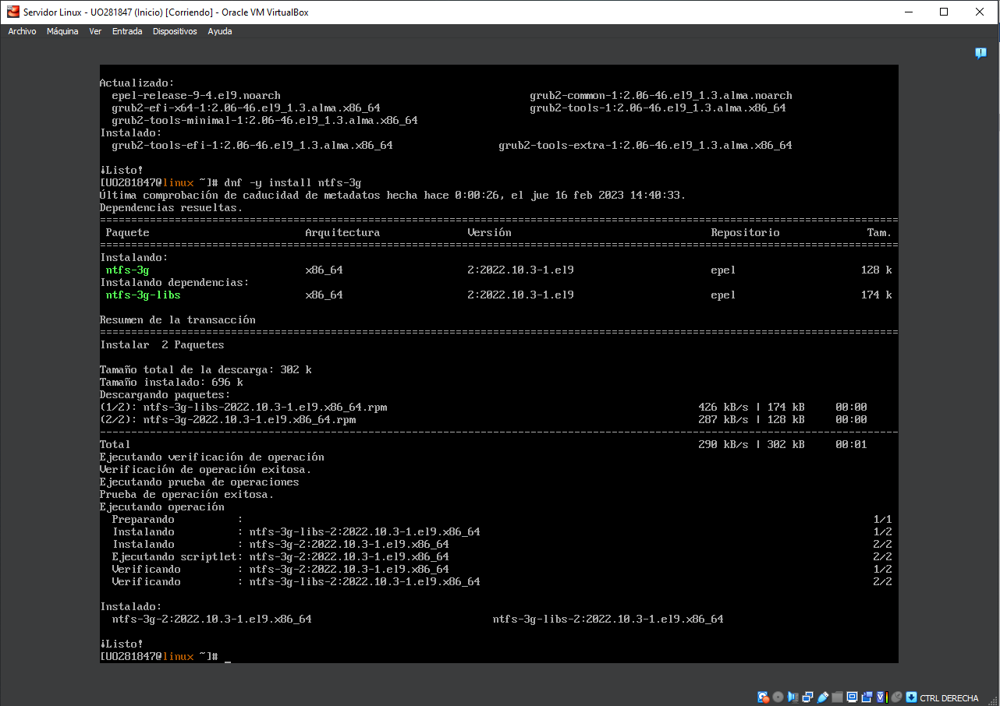 Servidor Linux - UO281847 (Inicio) [Corriendo] - Oracle VM VirtualBox
Archivo Máquina Ver Entrada Dispositivos Ayuda
Actualizado:
epel-release-9-4.el9.noarch grub2-common-1:2.06-46.el9_1.3.alma.noarch
grub2-efi-x64-1:2.06-46.el9_1.3.alma.x86_64 grub2-tools-1:2.06-46.el9_1.3.alma.x86_64
grub2-tools-minimal-1:2.06-46.el9_1.3.alma.x86_64
Instalado:
grub2-tools-efi-1:2.06-46.el9_1.3.alma.x86_64 grub2-tools-extra-1:2.06-46.el9_1.3.alma.x86_64
¡Listo!
[UO281847@linux ~]# dnf -y install ntfs-3g
Última comprobación de caducidad de metadatos hecha hace 0:00:26, el jue 16 feb 2023 14:40:33.
Dependencias resueltas.
================================================================================
Paquete Arquitectura Versión Repositorio Tam.
================================================================================
Instalando:
ntfs-3g x86_64 2:2022.10.3-1.el9 epel 128 k
Instalando dependencias:
ntfs-3g-libs x86_64 2:2022.10.3-1.el9 epel 174 k
Resumen de la transacción
================================================================================
Instalar 2 Paquetes
Tamaño total de la descarga: 302 k
Tamaño instalado: 696 k
Descargando paquetes:
(1/2): ntfs-3g-libs-2022.10.3-1.el9.x86_64.rpm 426 kB/s | 174 kB 00:00
(2/2): ntfs-3g-2022.10.3-1.el9.x86_64.rpm 287 kB/s | 128 kB 00:00
--------------------------------------------------------------------------------
Total 290 kB/s | 302 kB 00:01
Ejecutando verificación de operación
Verificación de operación exitosa.
Ejecutando prueba de operaciones
Prueba de operación exitosa.
Ejecutando operación
Preparando : 1/1
Instalando : ntfs-3g-libs-2:2022.10.3-1.el9.x86_64 1/2
Instalando : ntfs-3g-2:2022.10.3-1.el9.x86_64 2/2
Ejecutando scriptlet: ntfs-3g-2:2022.10.3-1.el9.x86_64 2/2
Verificando : ntfs-3g-2:2022.10.3-1.el9.x86_64 1/2
Verificando : ntfs-3g-libs-2:2022.10.3-1.el9.x86_64 2/2
Instalado:
ntfs-3g-2:2022.10.3-1.el9.x86_64 ntfs-3g-libs-2:2022.10.3-1.el9.x86_64
¡Listo!
[UO281847@linux ~]# _
CTRL DERECHA